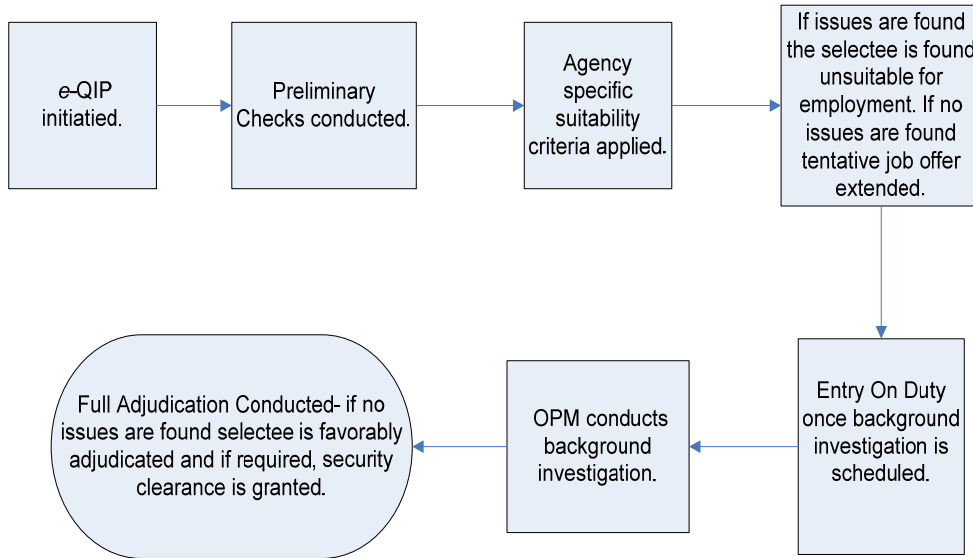 e-QIP
initiatied.
Preliminary
Checks conducted.
Agency
specific
suitability
criteria applied.
If issues are found
the selectee is found
unsuitable for
employment. If no
issues are found
tentative job offer
extended.
Entry On Duty
once background
investigation is
scheduled.
OPM conducts
background
investigation.
Full Adjudication Conducted- if no
issues are found selectee is favorably
adjudicated and if required, security
clearance is granted.